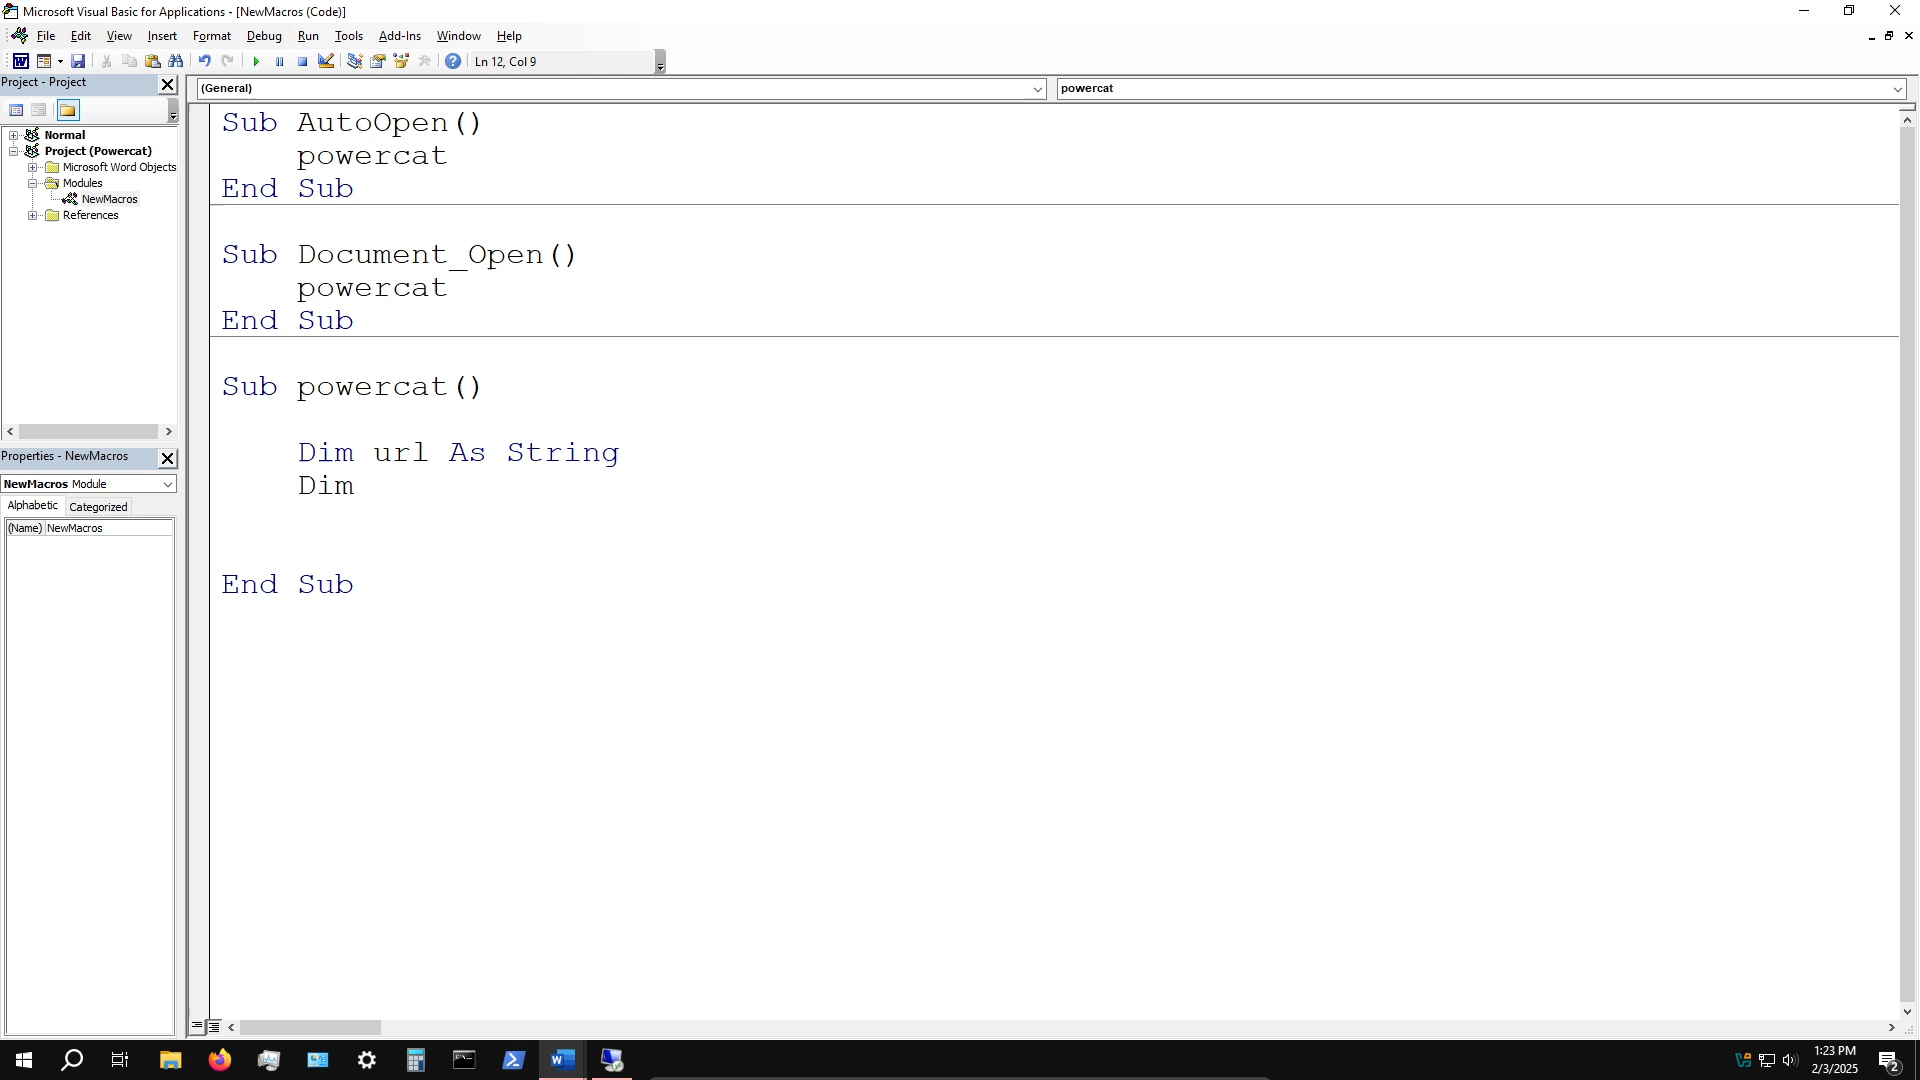 Microsoft Visual Basic for Applications - [NewMacros (Code)]
File Edit View Insert Format Debug Run Tools Add-Ins Window Help
Ln 12, Col 9
Project - Project
(General)
powercat
Normal
Project (Powercat)
Microsoft Word Objects
Modules
NewMacros
References
Properties - NewMacros
NewMacros Module
Alphabetic Categorized
(Name) NewMacros
Sub AutoOpen()
powercat
End Sub
Sub Document_Open()
powercat
End Sub
Sub powercat()
Dim url As String
Dim
End Sub
1:23 PM
2/3/2025
2